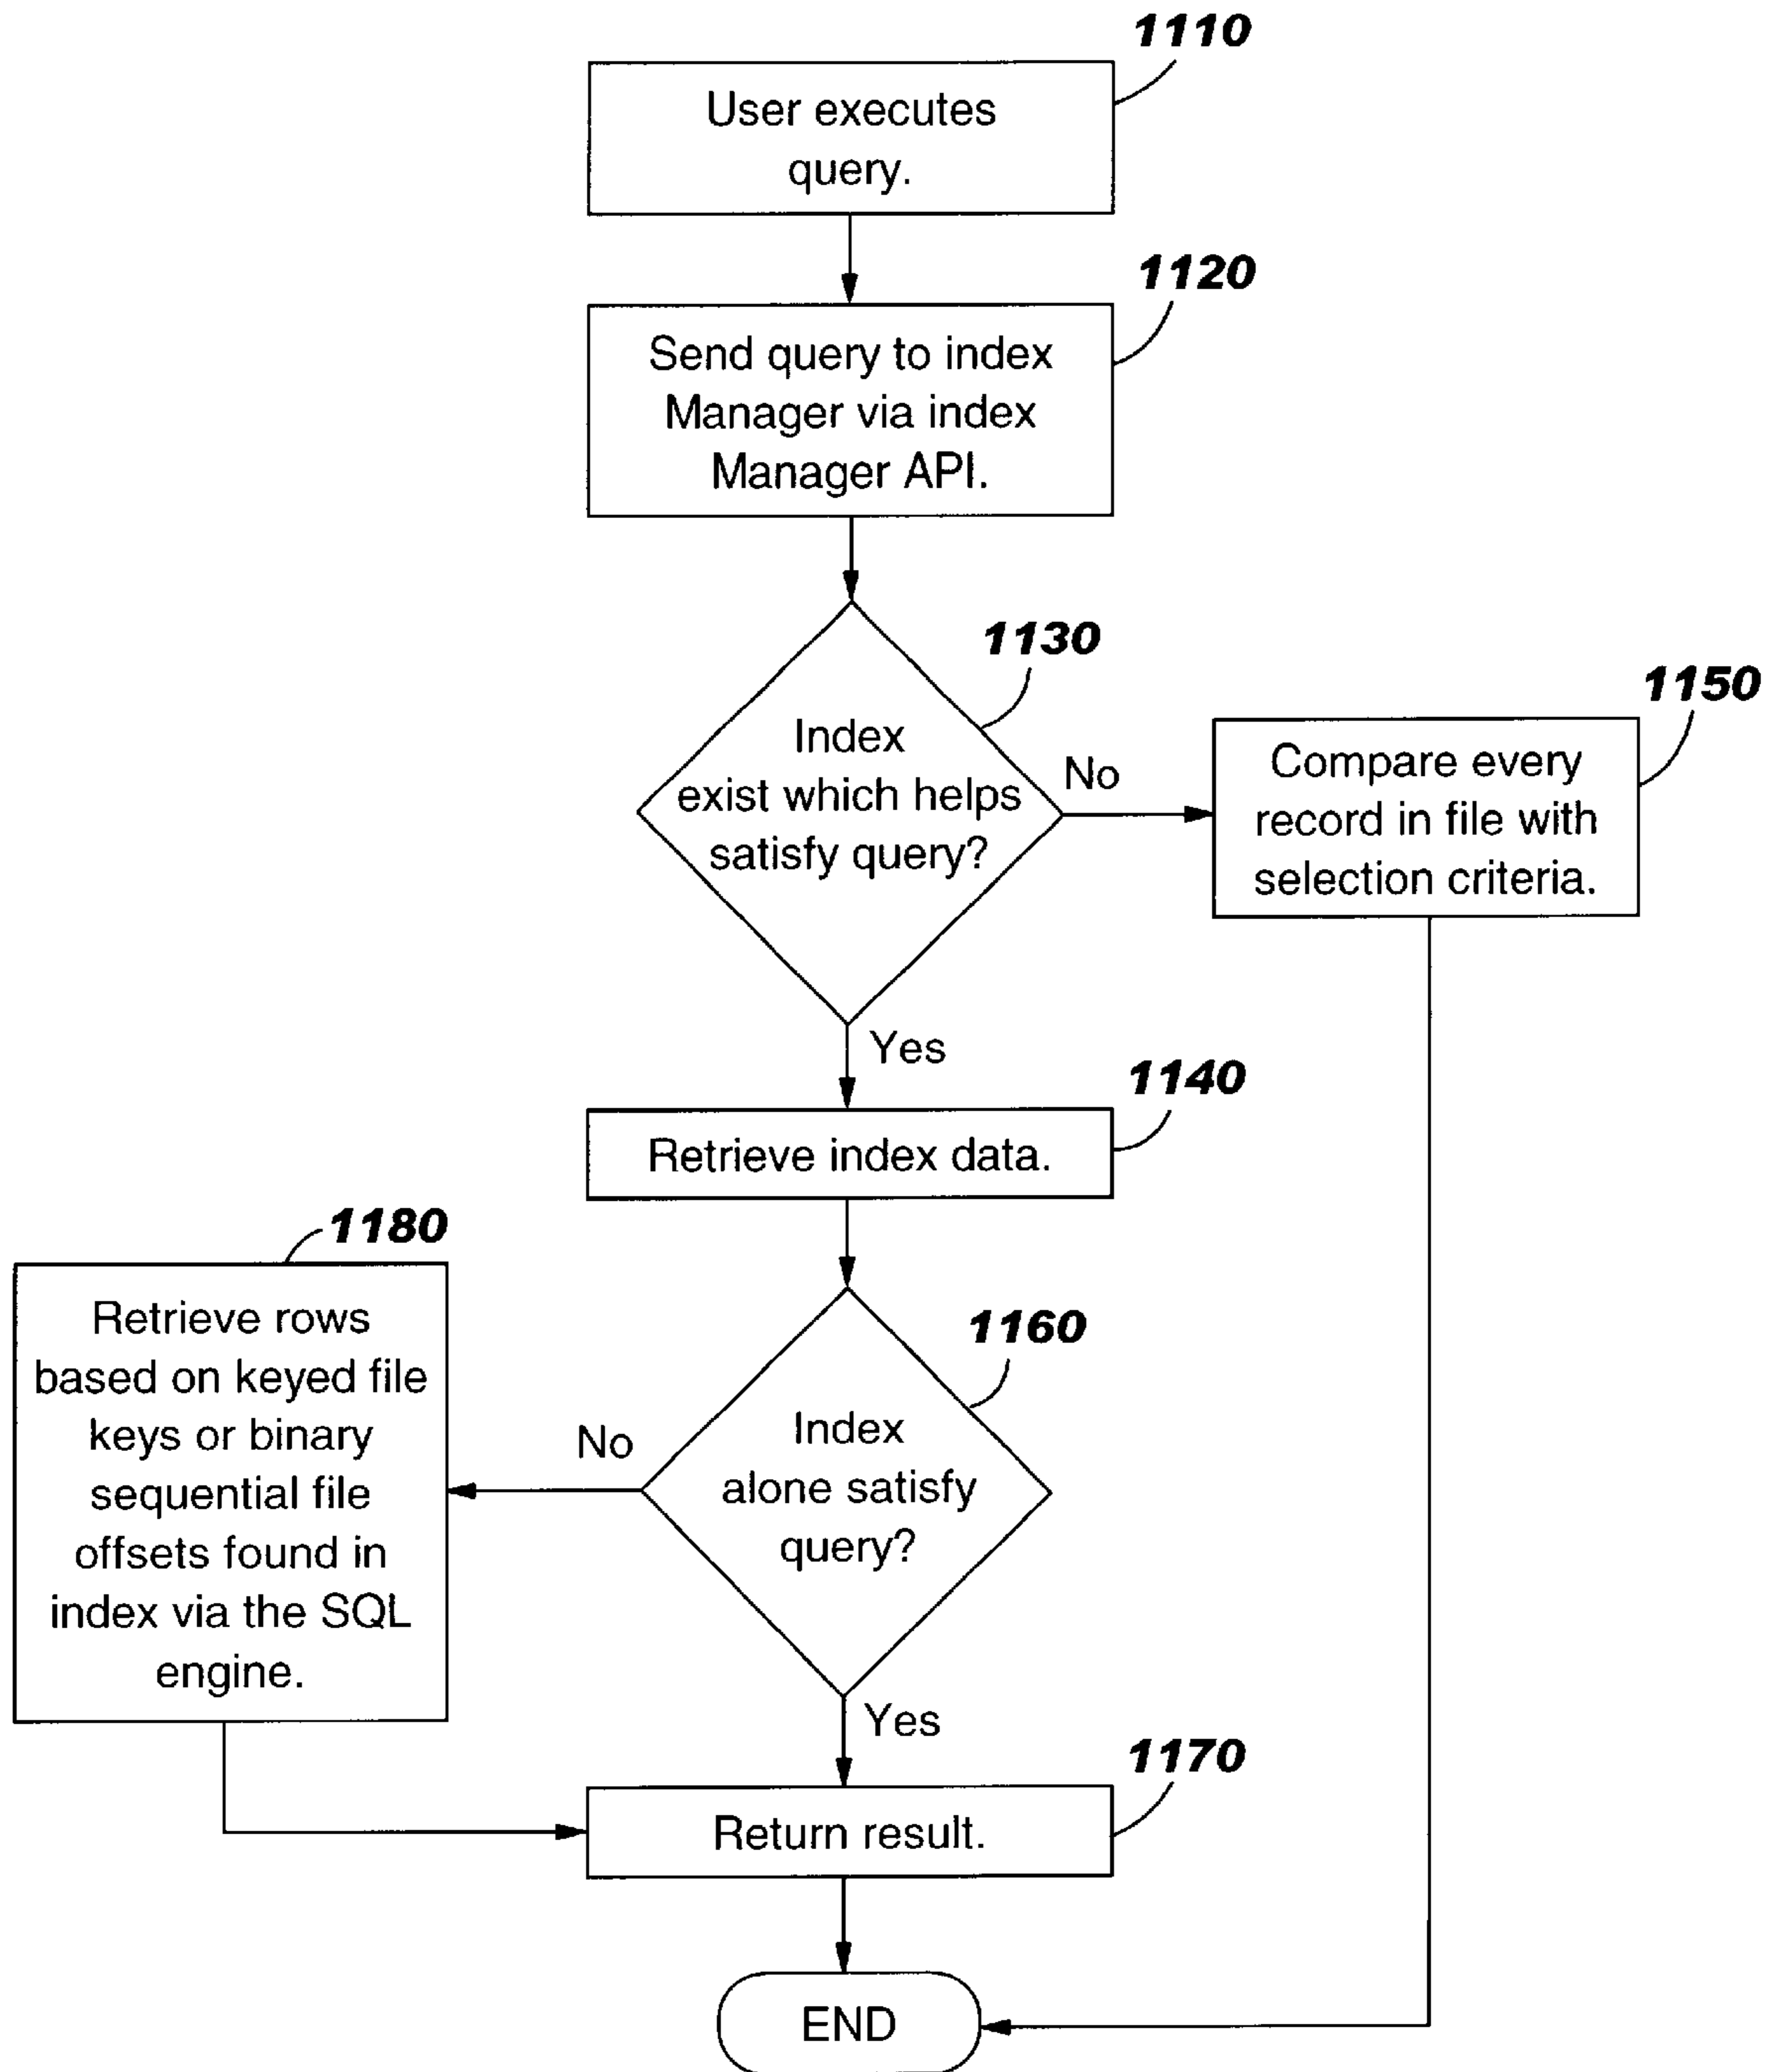 1110
User executes
query.
1120
Send query to index
Manager via index
Manager API.
1130
Index
exist which helps
satisfy query?
No
1150
Compare every
record in file with
selection criteria.
Yes
1140
Retrieve index data.
1180
Retrieve rows
based on keyed file
keys or binary
sequential file
offsets found in
index via the SQL
engine.
1160
Index
alone satisfy
query?
No
Yes
1170
Return result.
END